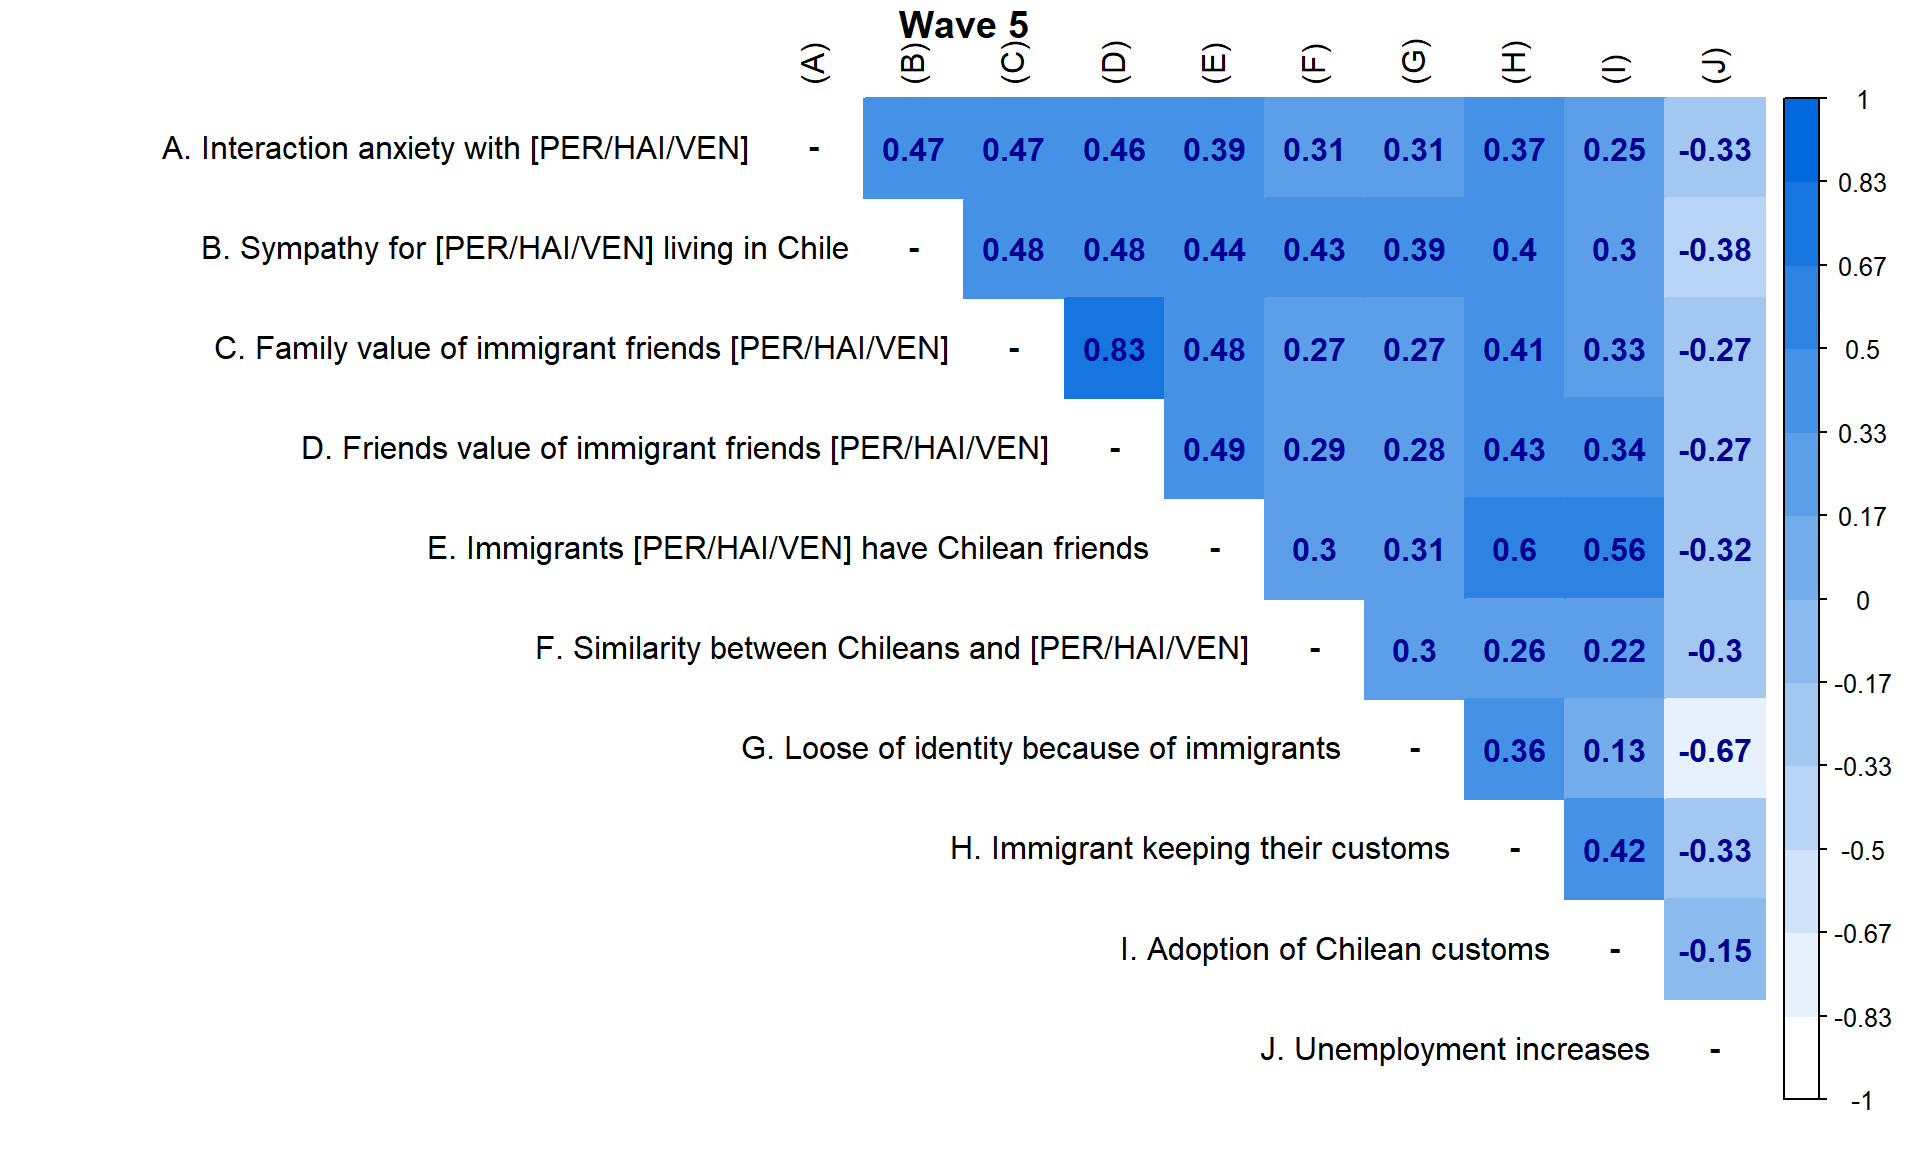 Wave 5
(A) (B) (C) (D) (E) (F) (G) (H) (I) (J)
A. Interaction anxiety with [PER/HAI/VEN] - 0.47 0.47 0.46 0.39 0.31 0.31 0.37 0.25 -0.33
B. Sympathy for [PER/HAI/VEN] living in Chile - 0.48 0.48 0.44 0.43 0.39 0.4 0.3 -0.38
C. Family value of immigrant friends [PER/HAI/VEN] - 0.83 0.48 0.27 0.27 0.41 0.33 -0.27
D. Friends value of immigrant friends [PER/HAI/VEN] - 0.49 0.29 0.28 0.43 0.34 -0.27
E. Immigrants [PER/HAI/VEN] have Chilean friends - 0.3 0.31 0.6 0.56 -0.32
F. Similarity between Chileans and [PER/HAI/VEN] - 0.3 0.26 0.22 -0.3
G. Loose of identity because of immigrants - 0.36 0.13 -0.67
H. Immigrant keeping their customs - 0.42 -0.33
I. Adoption of Chilean customs - -0.15
J. Unemployment increases -
1
0.83
0.67
0.5
0.33
0.17
0
-0.17
-0.33
-0.5
-0.67
-0.83
-1